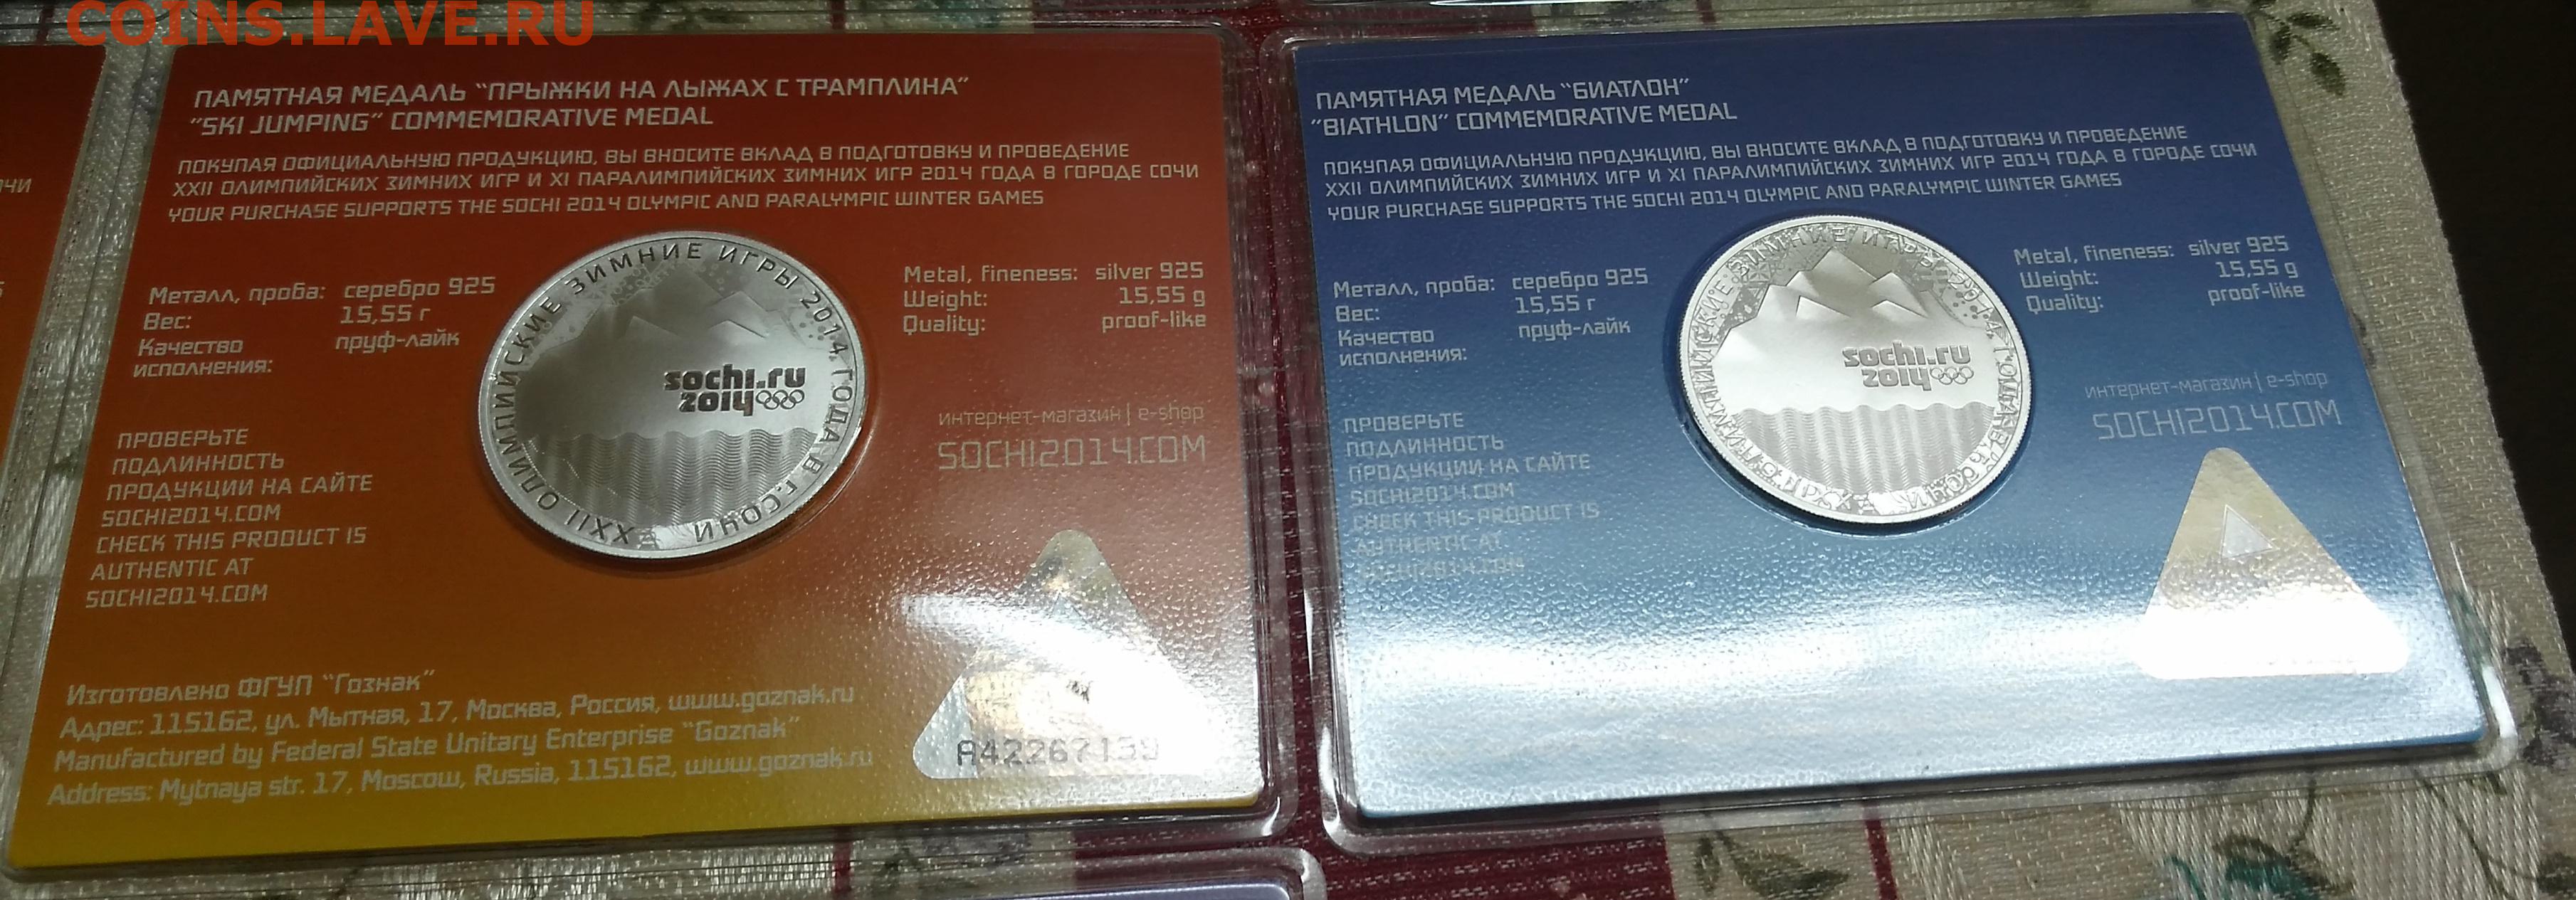 COINS.LAVE.RU
ПАМЯТНАЯ МЕДАЛЬ "ПРЫЖКИ НА ЛЫЖАХ С ТРАМПЛИНА"
"SKI JUMPING" COMMEMORATIVE MEDAL
ПОКУПАЯ ОФИЦИАЛЬНУЮ ПРОДУКЦИЮ, ВЫ ВНОСИТЕ ВКЛАД В ПОДГОТОВКУ И ПРОВЕДЕНИЕ
XXII ОЛИМПИЙСКИХ ЗИМНИХ ИГР И XI ПАРАЛИМПИЙСКИХ ЗИМНИХ ИГР 2014 ГОДА В ГОРОДЕ СОЧИ
YOUR PURCHASE SUPPORTS THE SOCHI 2014 OLYMPIC AND PARALYMPIC WINTER GAMES
Металл, проба: серебро 925
Вес: 15,55 г
Качество пруф-лайк
исполнения:
XXII ОЛИМПИЙСКИЕ ЗИМНИЕ ИГРЫ 2014 ГОДА В Г.СОЧИ
sochi.ru
2014
Metal, fineness: silver 925
Weight: 15,55 g
Quality: proof-like
интернет-магазин | e-shop
SOCHI2014.COM
ПРОВЕРЬТЕ
ПОДЛИННОСТЬ
ПРОДУКЦИИ НА САЙТЕ
SOCHI2014.COM
CHECK THIS PRODUCT IS
AUTHENTIC AT
SOCHI2014.COM
Изготовлено ФГУП "Гознак"
Адрес: 115162, ул. Мытная, 17, Москва, Россия, www.goznak.ru
Manufactured by Federal State Unitary Enterprise "Goznak"
Address: Mytnaya str. 17, Moscow, Russia, 115162, www.goznak.ru
ПАМЯТНАЯ МЕДАЛЬ "БИАТЛОН"
"BIATHLON" COMMEMORATIVE MEDAL
ПОКУПАЯ ОФИЦИАЛЬНУЮ ПРОДУКЦИЮ, ВЫ ВНОСИТЕ ВКЛАД В ПОДГОТОВКУ И ПРОВЕДЕНИЕ
XXII ОЛИМПИЙСКИХ ЗИМНИХ ИГР И XI ПАРАЛИМПИЙСКИХ ЗИМНИХ ИГР 2014 ГОДА В ГОРОДЕ СОЧИ
YOUR PURCHASE SUPPORTS THE SOCHI 2014 OLYMPIC AND PARALYMPIC WINTER GAMES
Металл, проба: серебро 925
Вес: 15,55 г
Качество пруф-лайк
исполнения:
ЗИМНИЕ ИГРЫ 2014 ГОДА В Г.СОЧИ
sochi.ru
2014
Metal, fineness: silver 925
Weight: 15,55 g
Quality: proof-like
интернет-магазин | e-shop
SOCHI2014.COM
ПРОВЕРЬТЕ
ПОДЛИННОСТЬ
ПРОДУКЦИИ НА САЙТЕ
SOCHI2014.COM
CHECK THIS PRODUCT IS
AUTHENTIC AT
SOCHI2014.COM